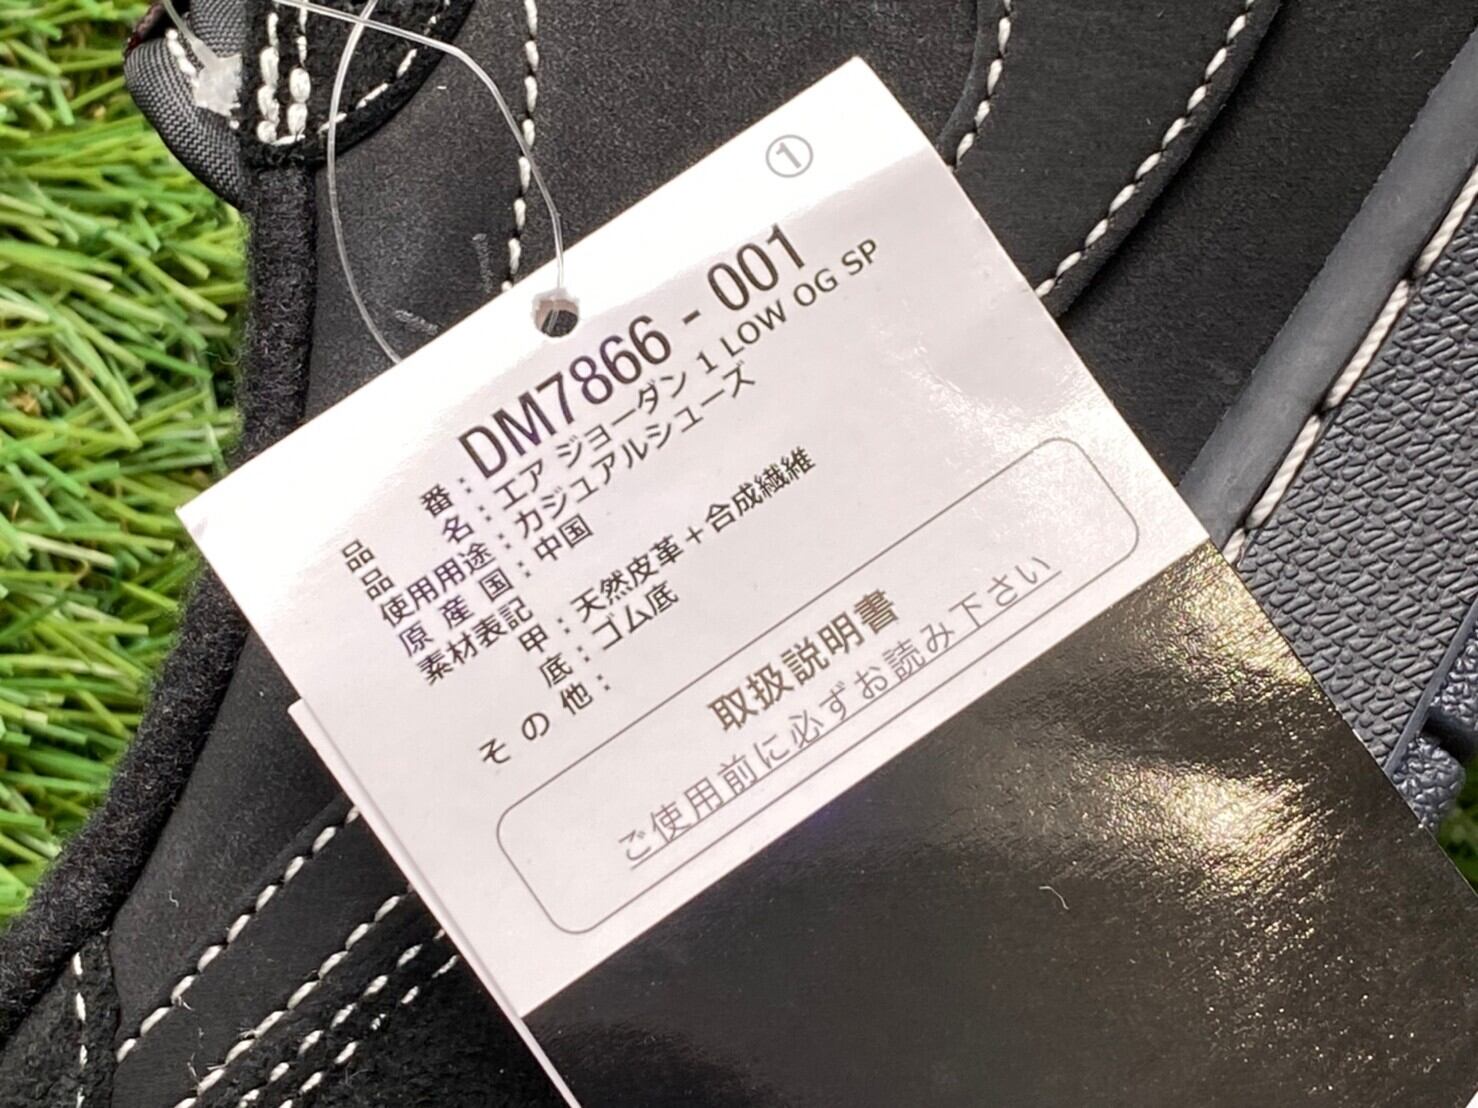 ①
品番：DM7866 - 001
品名：エア ジョーダン 1 LOW OG SP
使用用途：カジュアルシューズ
原産国：中国
素材表記
甲：天然皮革+合成繊維
底：ゴム底
その他：
取扱説明書
ご使用前に必ずお読み下さい